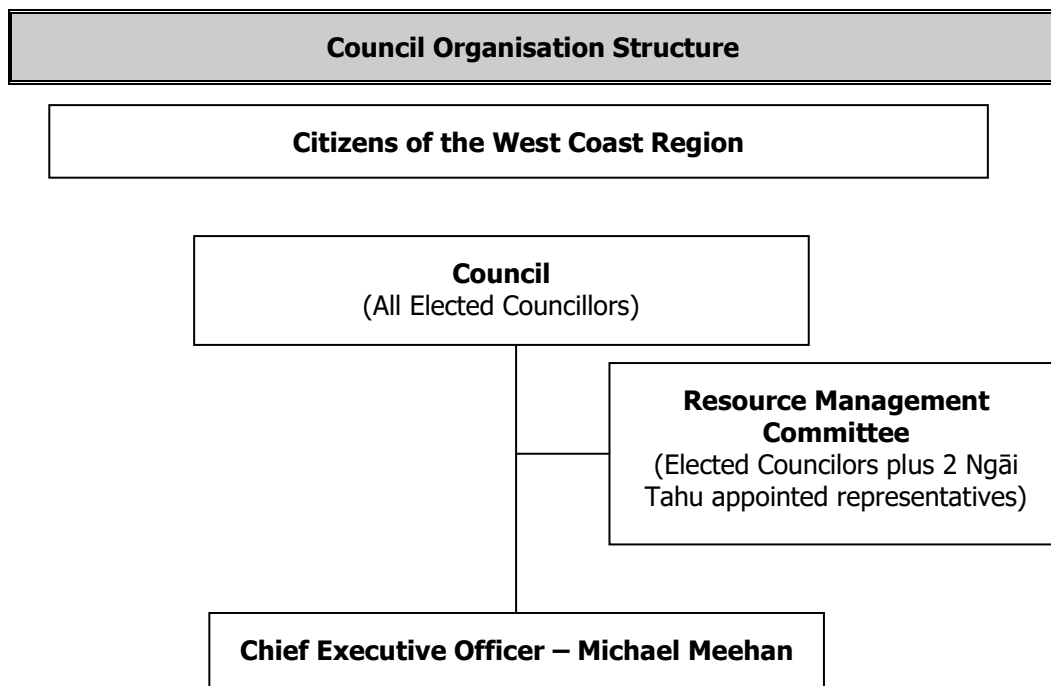 Council Organisation Structure
Citizens of the West Coast Region
Council
(All Elected Councillors)
Resource Management
Committee
(Elected Councilors plus 2 Ngāi
Tahu appointed representatives)
Chief Executive Officer – Michael Meehan